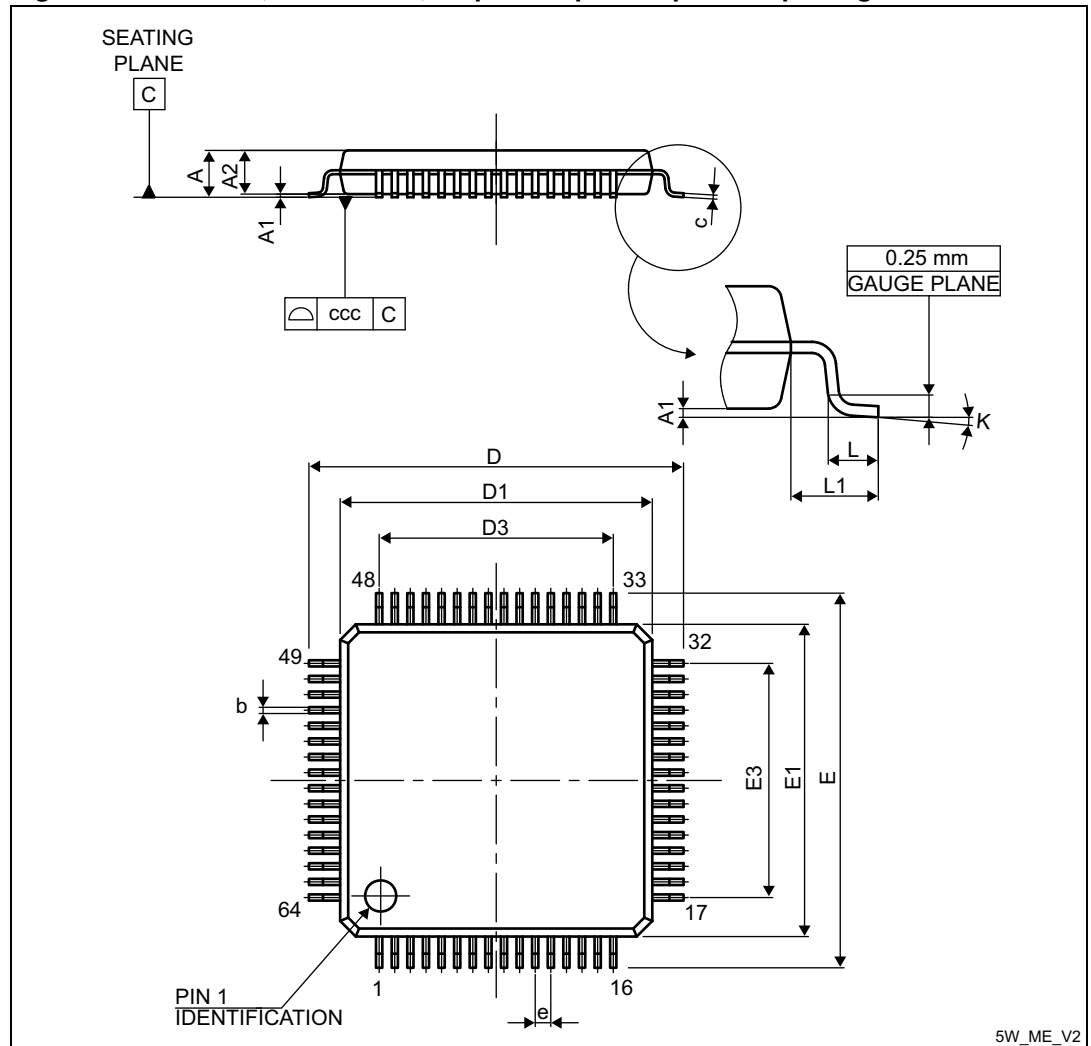 SEATING
PLANE
C
A
A2
A1
c
ccc C
0.25 mm
GAUGE PLANE
A1
K
L
L1
D
D1
D3
48
33
49
32
b
E3
E1
E
64
17
PIN 1
IDENTIFICATION
1
16
e
5W_ME_V2